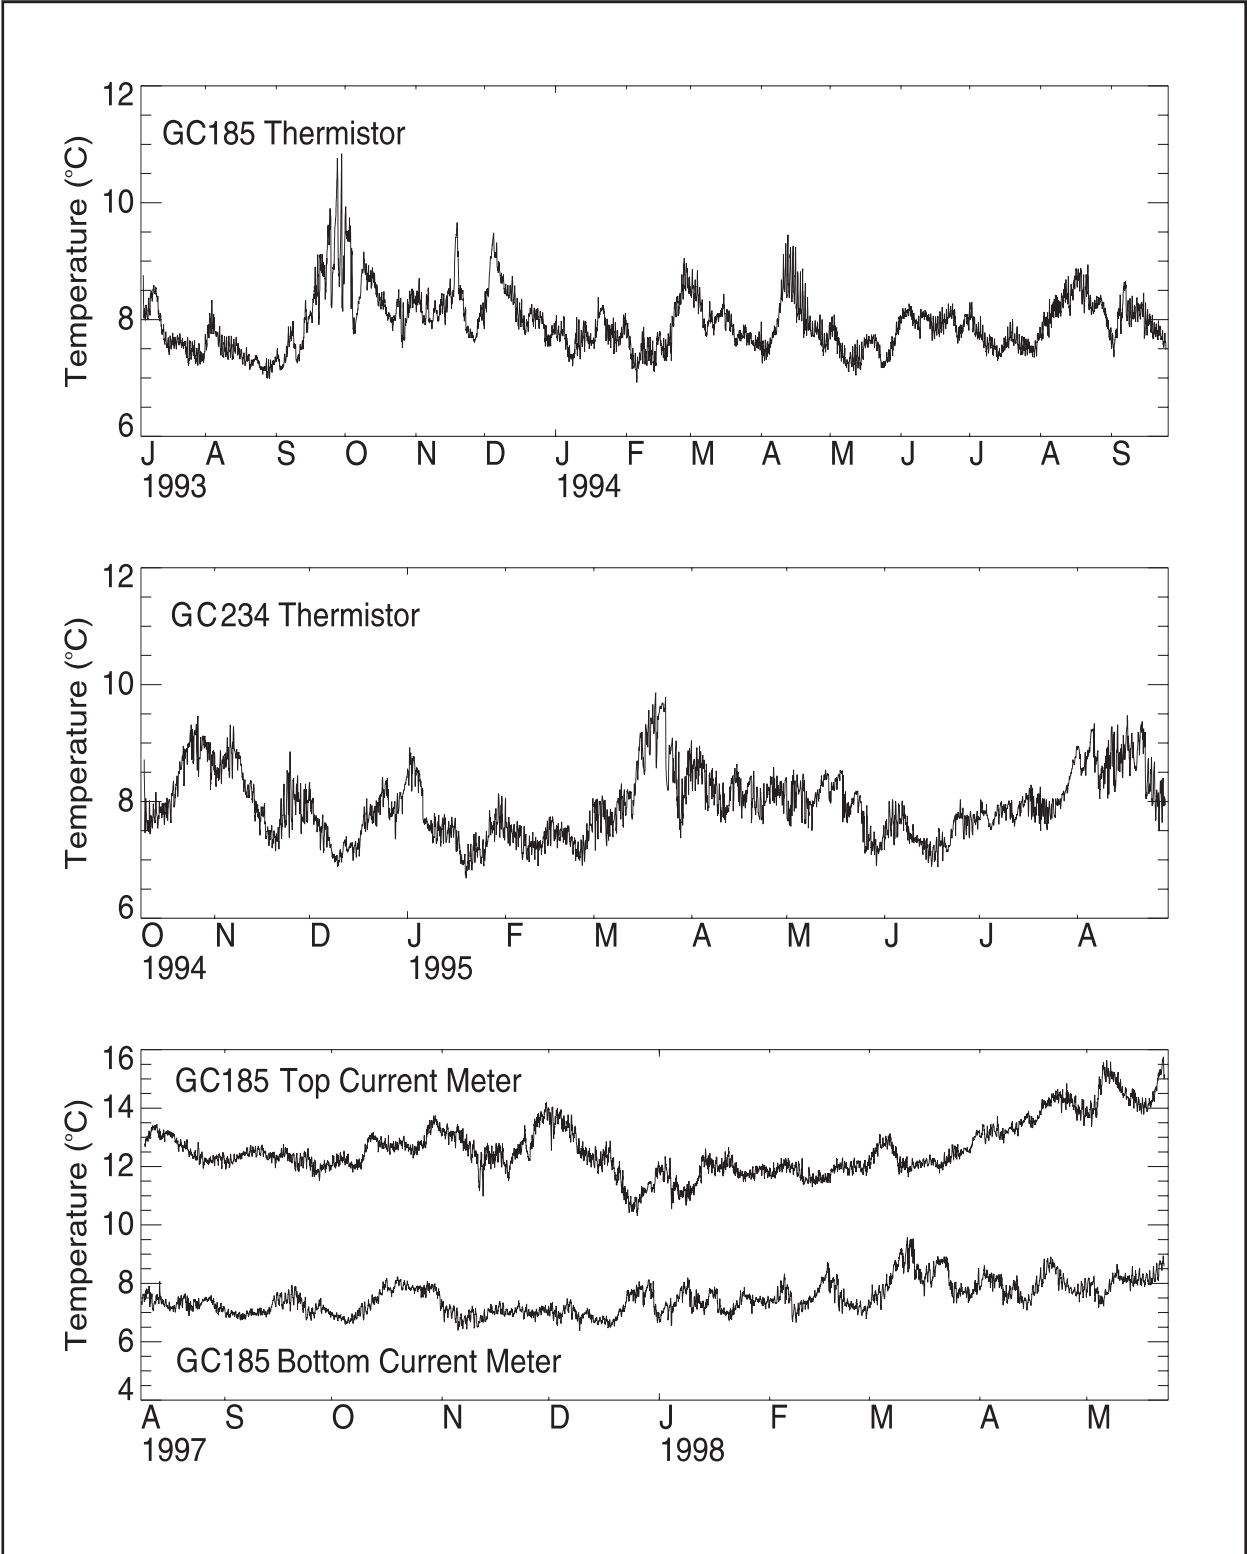 12
GC185 Thermistor
10
Temperature (°C)
8
6
J A S O N D J F M A M J J A S
1993 1994
12
GC234 Thermistor
10
Temperature (°C)
8
6
O N D J F M A M J J A
1994 1995
16
GC185 Top Current Meter
14
12
Temperature (°C)
10
8
6
GC185 Bottom Current Meter
4
A S O N D J F M A M
1997 1998